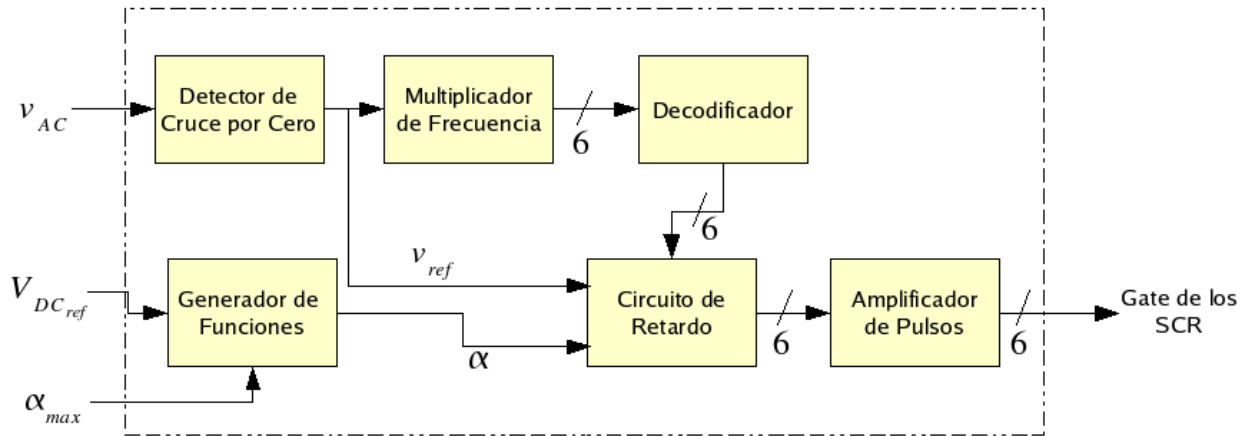 v_AC
Detector de
Cruce por Cero
Multiplicador
de Frecuencia
6
Decodificador
6
V_DC_ref
Generador de
Funciones
v_ref
α
Circuito de
Retardo
6
Amplificador
de Pulsos
6
Gate de los
SCR
α_max